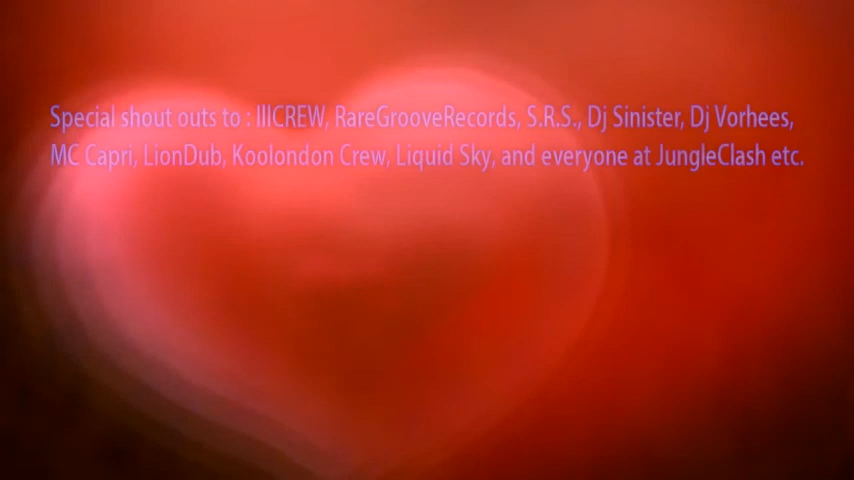 Special shout outs to : IIICREW, RareGrooveRecords, S.R.S., Dj Sinister, Dj Vorhees,
MC Capri, LionDub, Koolondon Crew, Liquid Sky, and everyone at JungleClash etc.